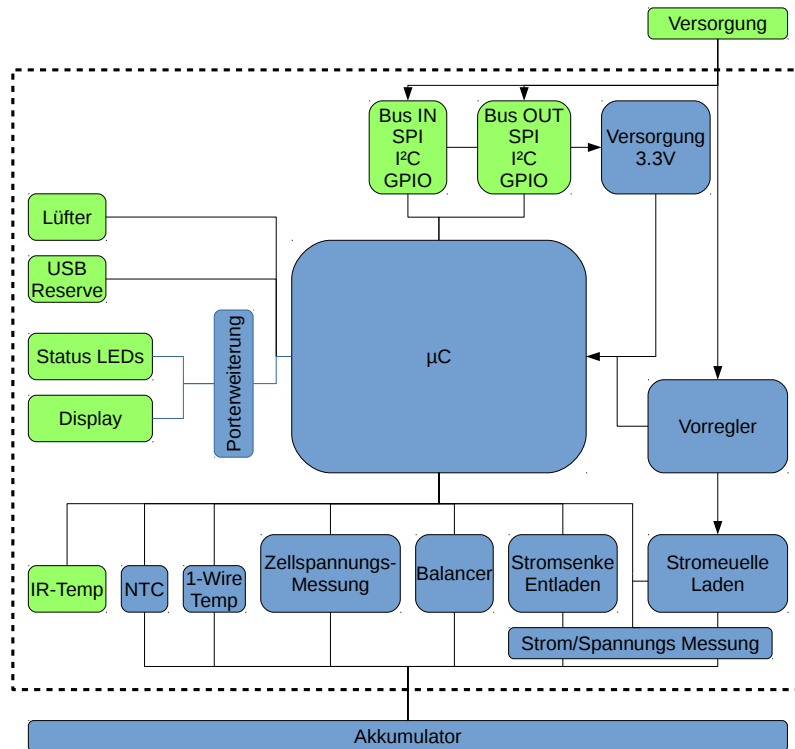 Versorgung
Bus IN
SPI
I²C
GPIO
Bus OUT
SPI
I²C
GPIO
Versorgung
3.3V
Lüfter
USB
Reserve
Status LEDs
Display
Porterweiterung
µC
Vorregler
IR-Temp
NTC
1-Wire
Temp
Zellspannungs-
Messung
Balancer
Stromsenke
Entladen
Stromeuelle
Laden
Strom/Spannungs Messung
Akkumulator